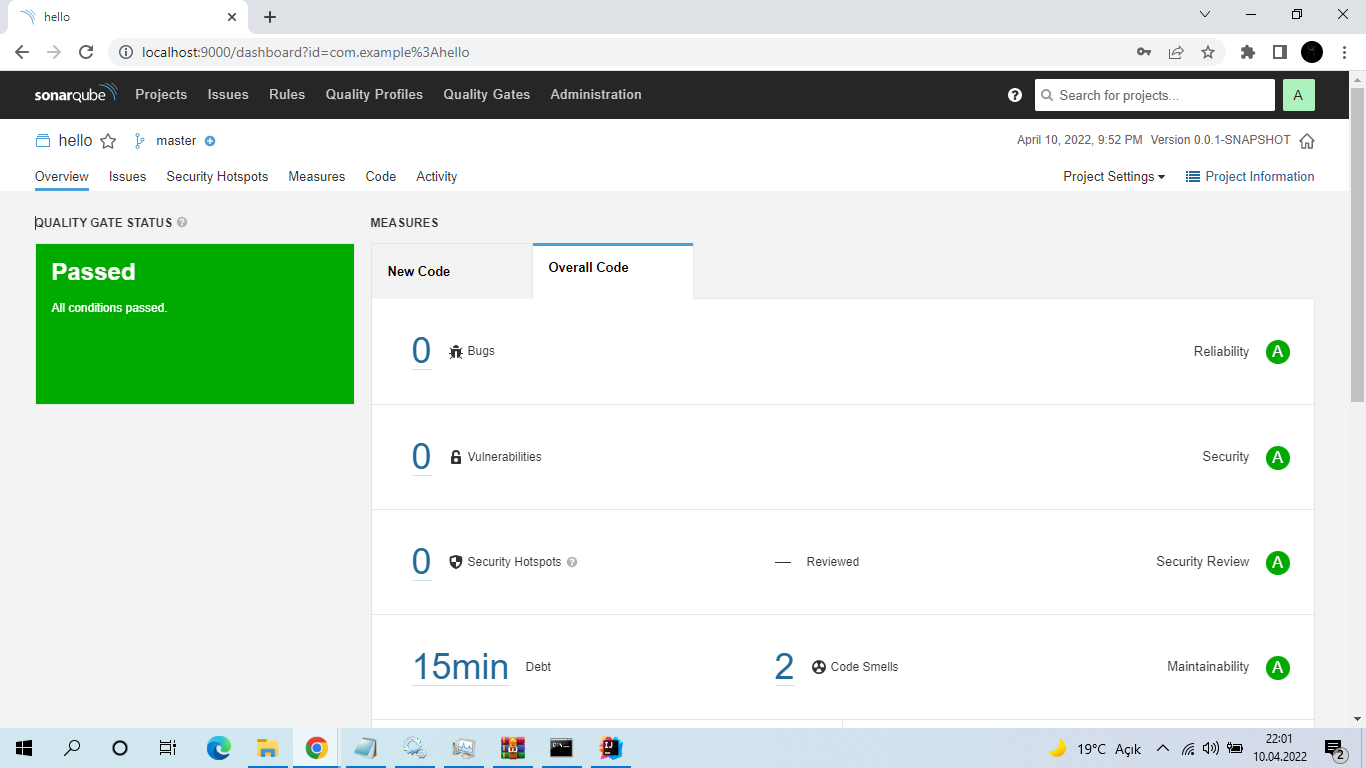 hello
localhost:9000/dashboard?id=com.example%3Ahello
sonarqube Projects Issues Rules Quality Profiles Quality Gates Administration ? Search for projects... A
hello master April 10, 2022, 9:52 PM Version 0.0.1-SNAPSHOT
Overview Issues Security Hotspots Measures Code Activity Project Settings Project Information
QUALITY GATE STATUS ? MEASURES
Passed
All conditions passed.
New Code Overall Code
0 Bugs Reliability A
0 Vulnerabilities Security A
0 Security Hotspots ? — Reviewed Security Review A
15min Debt 2 Code Smells Maintainability A
19°C Açık 22:01
10.04.2022 2